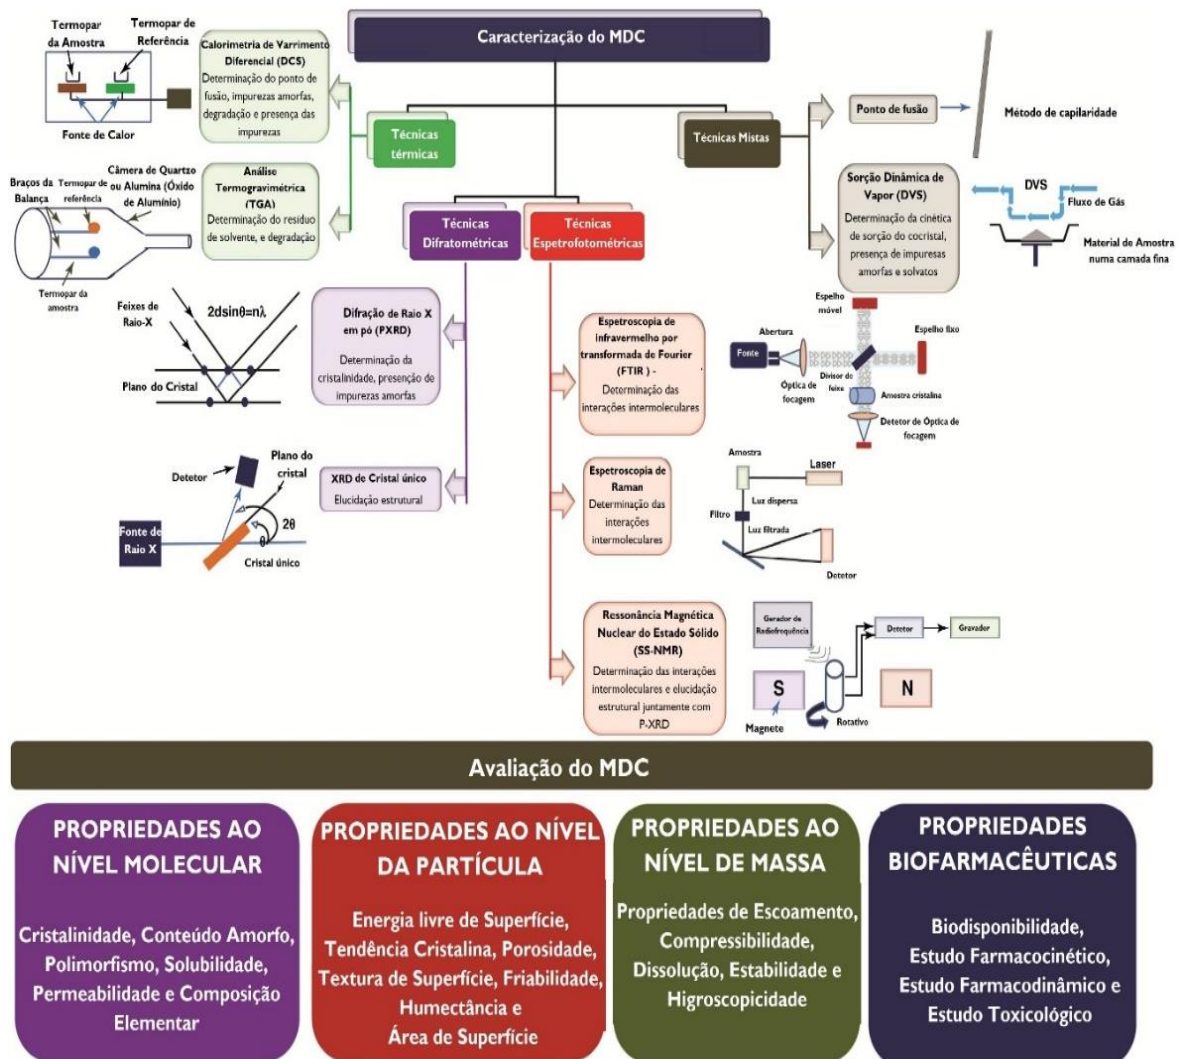 Caracterização do MDC
Termopar
da Amostra
Termopar de
Referência
Fonte de Calor
Calorimetria de Varrimento
Diferencial (DCS)
Determinação do ponto de
fusão, impurezas amorfas,
degradação e presença das
impurezas
Técnicas
térmicas
Técnicas Mistas
Ponto de fusão
Método de capilaridade
Braços da
Balança
Termopar de
referência
Câmera de Quartzo
ou Alumina (Óxido
de Alumínio)
Termopar da
amostra
Análise
Termogravimétrica
(TGA)
Determinação do resíduo
de solvente, e degradação
Sorção Dinâmica de
Vapor (DVS)
Determinação da cinética
de sorção do cocristal,
presença de impuresas
amorfas e solvatos
DVS
Fluxo de Gás
Material de Amostra
numa camada fina
Técnicas
Difratométricas
Técnicas
Espetrofotométricas
Feixes de
Raio-X
2dsinθ=nλ
Plano do Cristal
Difração de Raio X
em pó (PXRD)
Determinação da
cristalinidade, presenção de
impurezas amorfas
Espetroscopia de
infravermelho por
transformada de Fourier
(FTIR ) -
Determinação das
interações intermoleculares
Espelho
móvel
Espelho fixo
Abertura
Fonte
Óptica de
focagem
Divisor de
feixe
Amostra cristalina
Detetor de Óptica de
focagem
Detetor
Plano do
cristal
Fonte de
Raio X
2θ
θ
Cristal único
XRD de Cristal único
Elucidação estrutural
Espetroscopia de
Raman
Determinação das
interações
intermoleculares
Amostra
Laser
Luz dispersa
Filtro
Luz filtrada
Detetor
Ressonância Magnética
Nuclear do Estado Sólido
(SS-NMR)
Determinação das interações
intermoleculares e elucidação
estrutural juntamente com
P-XRD
Gerador de
Radiofrequência
Detetor
Gravador
S
N
Magnete
Rotativo
Avaliação do MDC
PROPRIEDADES AO
NÍVEL MOLECULAR
Cristalinidade, Conteúdo Amorfo,
Polimorfismo, Solubilidade,
Permeabilidade e Composição
Elementar
PROPRIEDADES AO NÍVEL
DA PARTÍCULA
Energia livre de Superfície,
Tendência Cristalina, Porosidade,
Textura de Superfície, Friabilidade,
Humectância e
Área de Superfície
PROPRIEDADES AO
NÍVEL DE MASSA
Propriedades de Escoamento,
Compressibilidade,
Dissolução, Estabilidade e
Higroscopicidade
PROPRIEDADES
BIOFARMACÊUTICAS
Biodisponibilidade,
Estudo Farmacocinético,
Estudo Farmacodinâmico e
Estudo Toxicológico